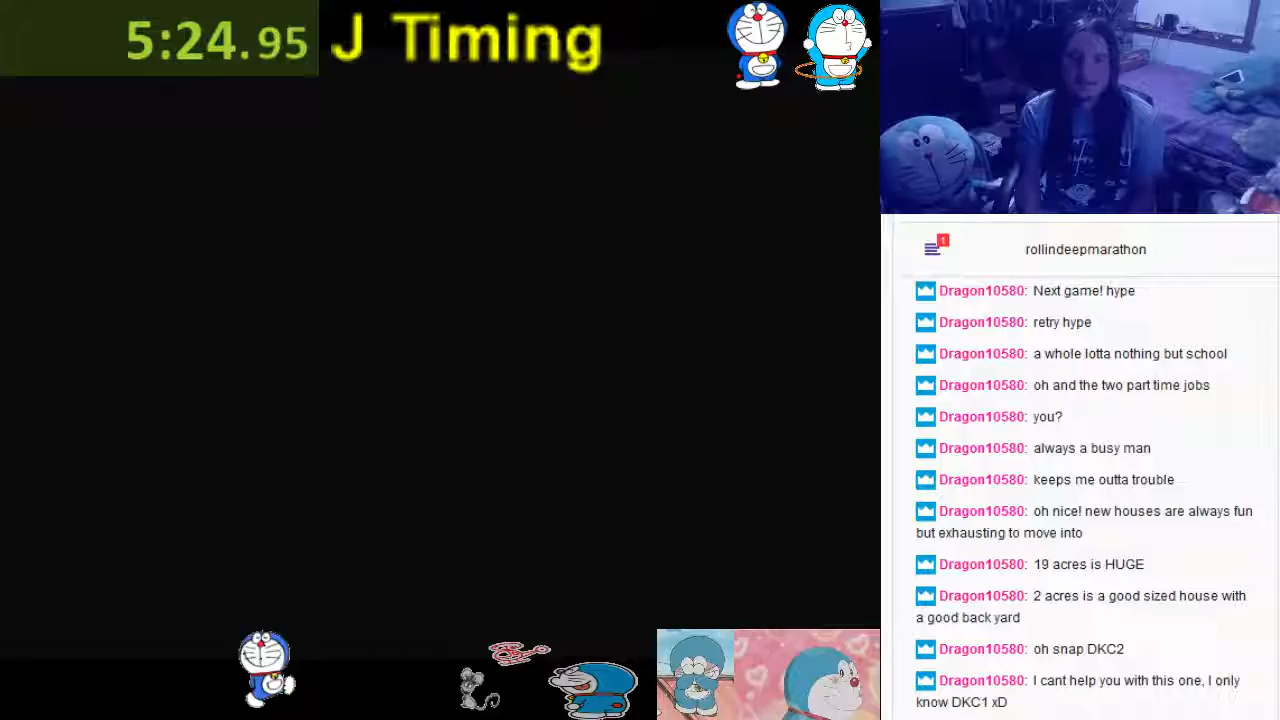 5:24.95
J Timing
1
rollindeepmarathon
Dragon10580: Next game! hype
Dragon10580: retry hype
Dragon10580: a whole lotta nothing but school
Dragon10580: oh and the two part time jobs
Dragon10580: you?
Dragon10580: always a busy man
Dragon10580: keeps me outta trouble
Dragon10580: oh nice! new houses are always fun
but exhausting to move into
Dragon10580: 19 acres is HUGE
Dragon10580: 2 acres is a good sized house with
a good back yard
Dragon10580: oh snap DKC2
Dragon10580: I cant help you with this one, I only
know DKC1 xD